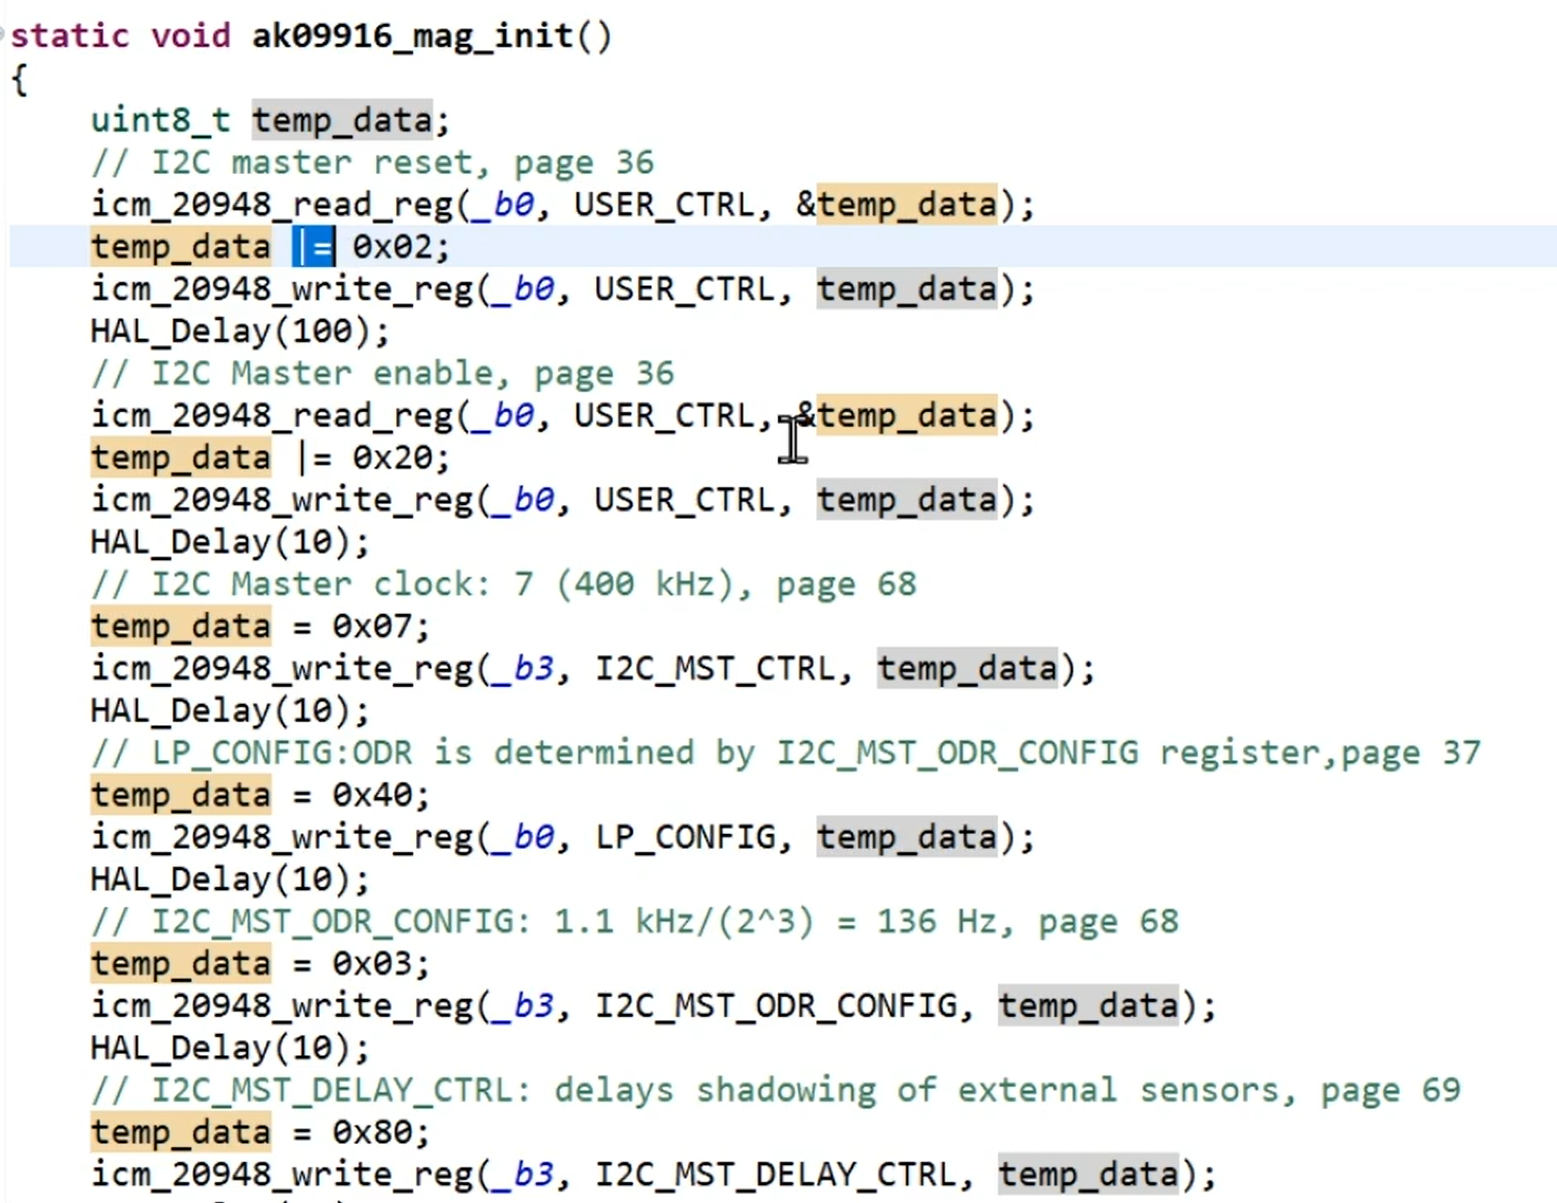 static void ak09916_mag_init()
{
uint8_t temp_data;
// I2C master reset, page 36
icm_20948_read_reg(_b0, USER_CTRL, &temp_data);
temp_data |= 0x02;
icm_20948_write_reg(_b0, USER_CTRL, temp_data);
HAL_Delay(100);
// I2C Master enable, page 36
icm_20948_read_reg(_b0, USER_CTRL, &temp_data);
temp_data |= 0x20;
icm_20948_write_reg(_b0, USER_CTRL, temp_data);
HAL_Delay(10);
// I2C Master clock: 7 (400 kHz), page 68
temp_data = 0x07;
icm_20948_write_reg(_b3, I2C_MST_CTRL, temp_data);
HAL_Delay(10);
// LP_CONFIG:ODR is determined by I2C_MST_ODR_CONFIG register,page 37
temp_data = 0x40;
icm_20948_write_reg(_b0, LP_CONFIG, temp_data);
HAL_Delay(10);
// I2C_MST_ODR_CONFIG: 1.1 kHz/(2^3) = 136 Hz, page 68
temp_data = 0x03;
icm_20948_write_reg(_b3, I2C_MST_ODR_CONFIG, temp_data);
HAL_Delay(10);
// I2C_MST_DELAY_CTRL: delays shadowing of external sensors, page 69
temp_data = 0x80;
icm_20948_write_reg(_b3, I2C_MST_DELAY_CTRL, temp_data);